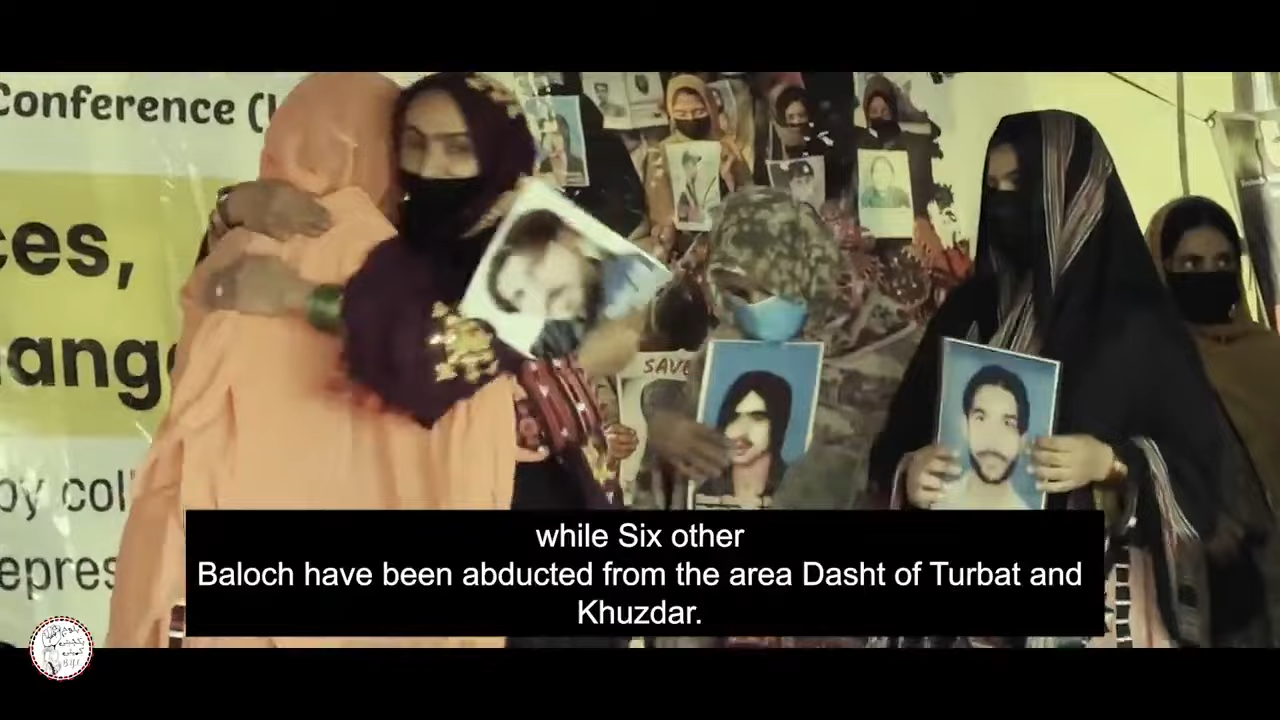 Conference (
ces,
ange
by col
epres
SAVE
while Six other
Baloch have been abducted from the area Dasht of Turbat and
Khuzdar.